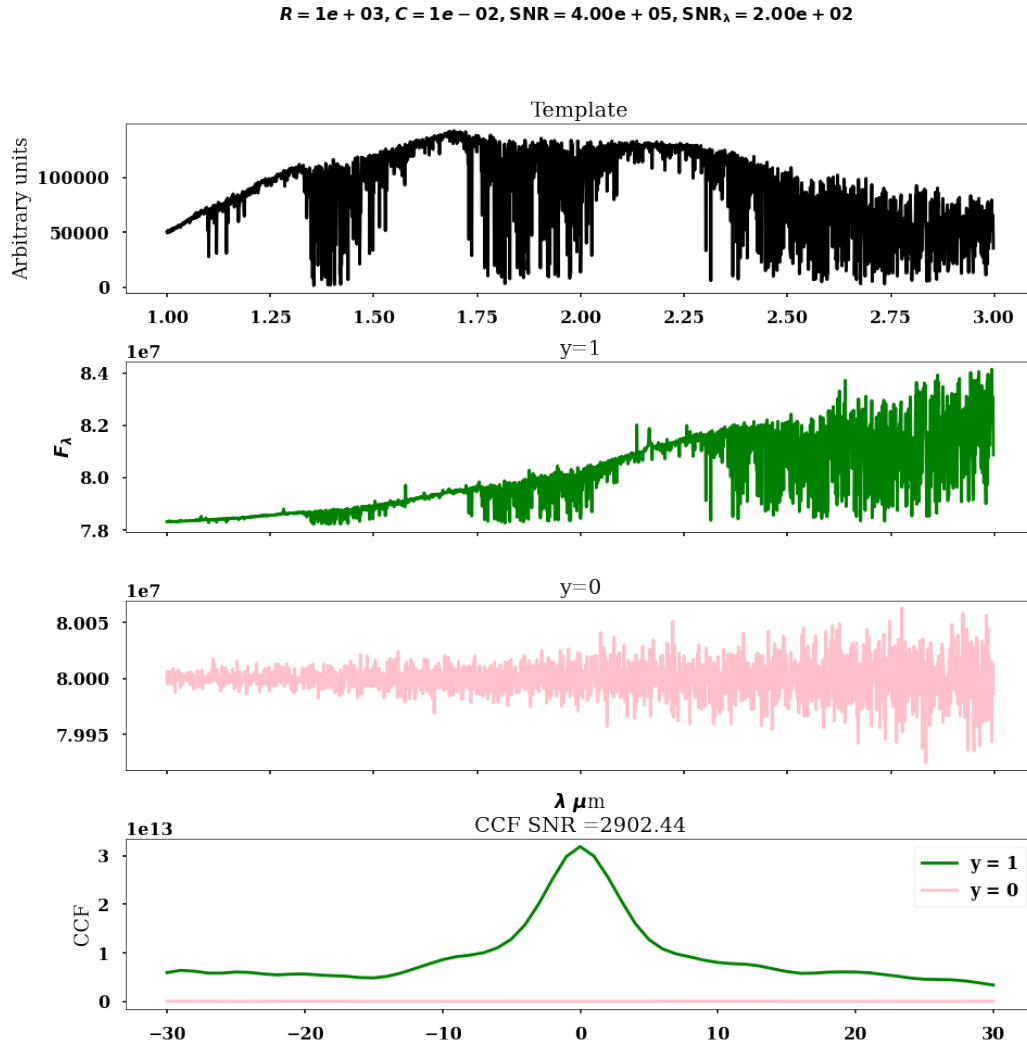 R = 1e + 03, C = 1e − 02, SNR = 4.00e + 05, SNRλ = 2.00e + 02
Template
Arbitrary units
100000
50000
0
1.00 1.25 1.50 1.75 2.00 2.25 2.50 2.75 3.00
y=1
1e7
Fλ
8.4
8.2
8.0
7.8
y=0
1e7
8.005
8.000
7.995
λ μm
CCF SNR =2902.44
1e13
CCF
3
2
1
0
y = 1
y = 0
−30 −20 −10 0 10 20 30